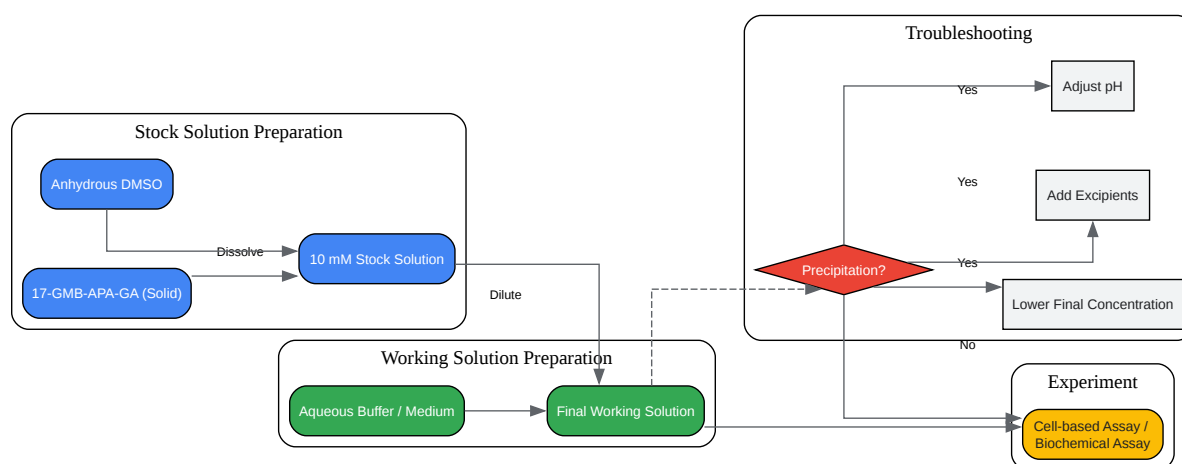 Troubleshooting
Yes
Adjust pH
Stock Solution Preparation
Anhydrous DMSO
Yes
Add Excipients
Dissolve
10 mM Stock Solution
Precipitation?
Yes
17-GMB-APA-GA (Solid)
Dilute
Lower Final Concentration
No
Working Solution Preparation
Aqueous Buffer / Medium
Final Working Solution
Experiment
Cell-based Assay /
Biochemical Assay